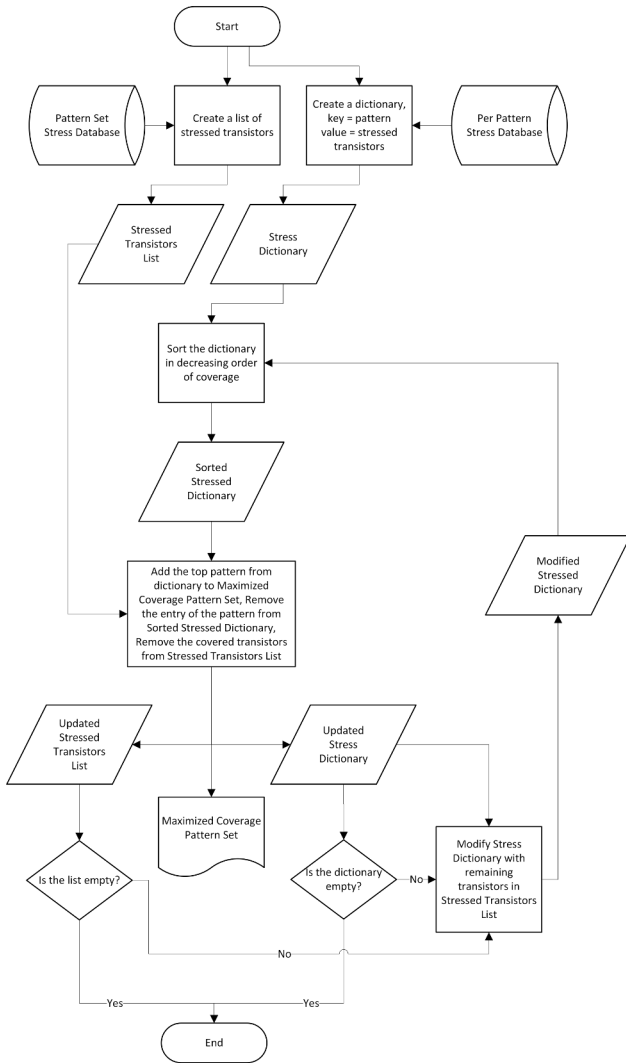 Start
Pattern Set
Stress Database
Create a list of
stressed transistors
Create a dictionary,
key = pattern
value = stressed
transistors
Per Pattern
Stress Database
Stressed
Transistors
List
Stress
Dictionary
Sort the dictionary
in decreasing order
of coverage
Sorted
Stressed
Dictionary
Modified
Stressed
Dictionary
Add the top pattern from
dictionary to Maximized
Coverage Pattern Set, Remove
the entry of the pattern from
Sorted Stressed Dictionary,
Remove the covered transistors
from Stressed Transistors List
Updated
Stressed
Transistors
List
Updated
Stress
Dictionary
Maximized Coverage
Pattern Set
Modify Stress
Dictionary with
remaining
transistors in
Stressed Transistors
List
Is the list empty?
Is the dictionary
empty?
No
No
Yes
Yes
End